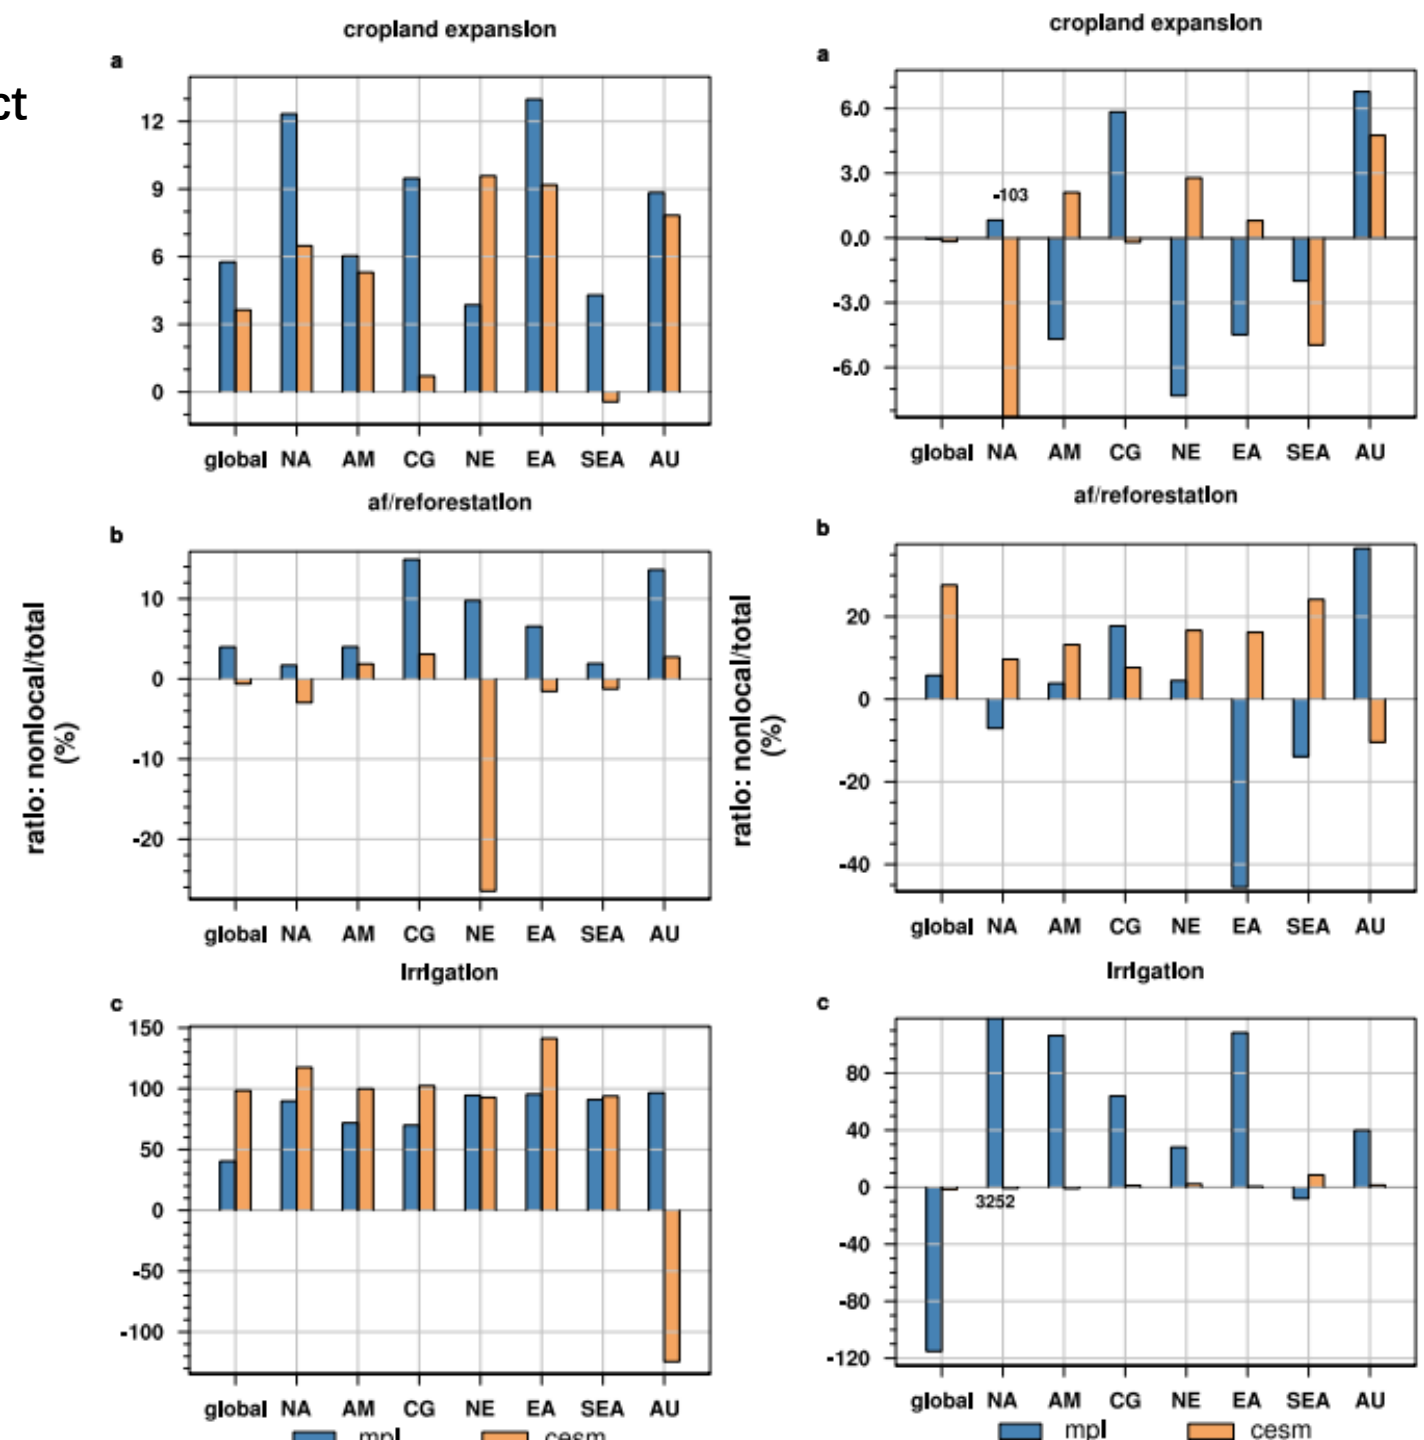 ct
cropland expansion
a
12
9
6
3
0
global NA AM CG NE EA SEA AU
af/reforestation
b
10
0
-10
-20
ratio: nonlocal/total
(%)
global NA AM CG NE EA SEA AU
Irrigation
c
150
100
50
0
-50
-100
global NA AM CG NE EA SEA AU
mpl cesm
cropland expansion
a
6.0
3.0
-103
0.0
-3.0
-6.0
global NA AM CG NE EA SEA AU
af/reforestation
b
20
0
-20
-40
ratio: nonlocal/total
(%)
global NA AM CG NE EA SEA AU
Irrigation
c
80
40
0
3252
-40
-80
-120
global NA AM CG NE EA SEA AU
mpl cesm